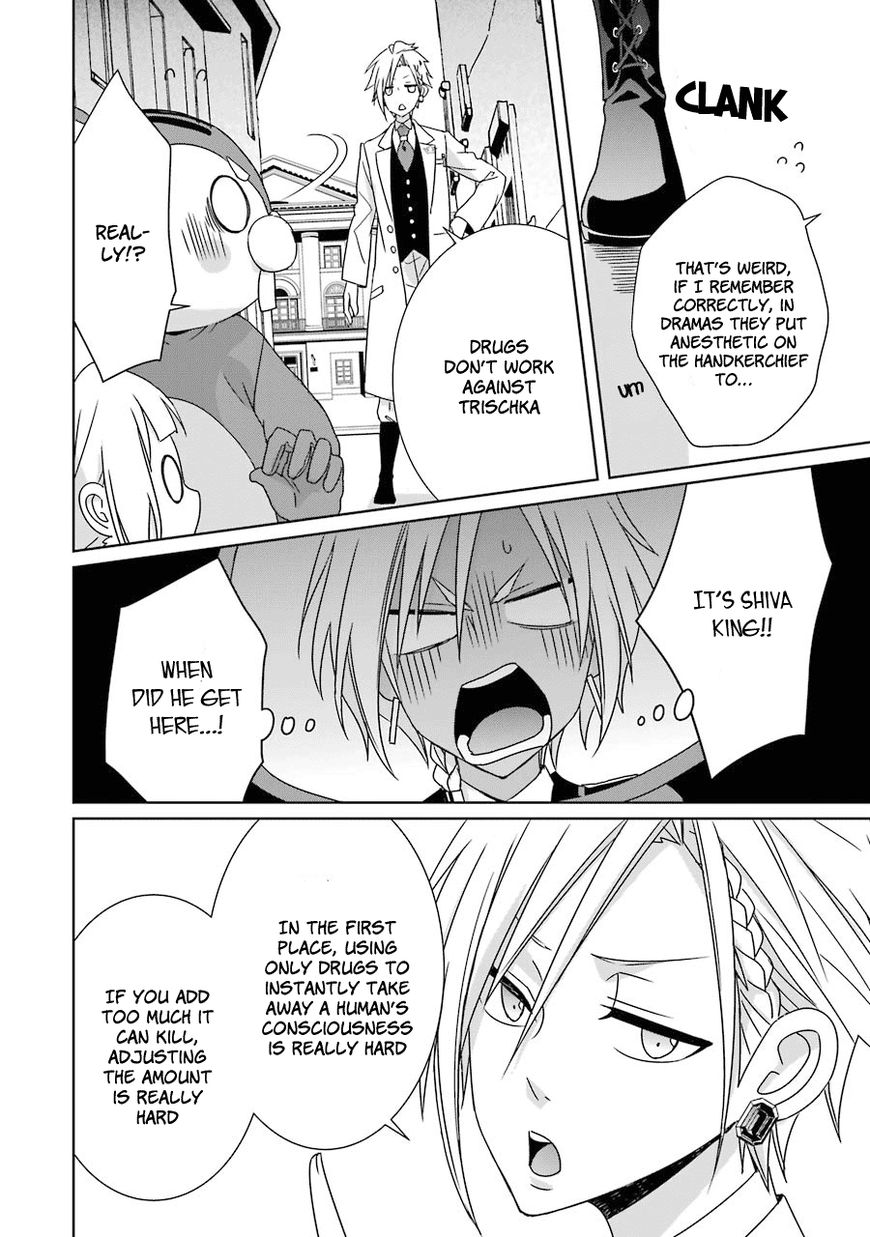 CLANK
THAT'S WEIRD,
IF I REMEMBER
CORRECTLY, IN
DRAMAS THEY PUT
ANESTHETIC ON
THE HANDKERCHIEF
TO...
UM
DRUGS
DON'T WORK
AGAINST
TRISCHKA
REAL-
LY!?
IT'S SHIVA
KING!!
WHEN
DID HE GET
HERE...!
IN THE FIRST
PLACE, USING
ONLY DRUGS TO
INSTANTLY TAKE
AWAY A HUMAN'S
CONSCIOUSNESS
IS REALLY HARD
IF YOU ADD
TOO MUCH IT
CAN KILL,
ADJUSTING
THE AMOUNT
IS REALLY
HARD